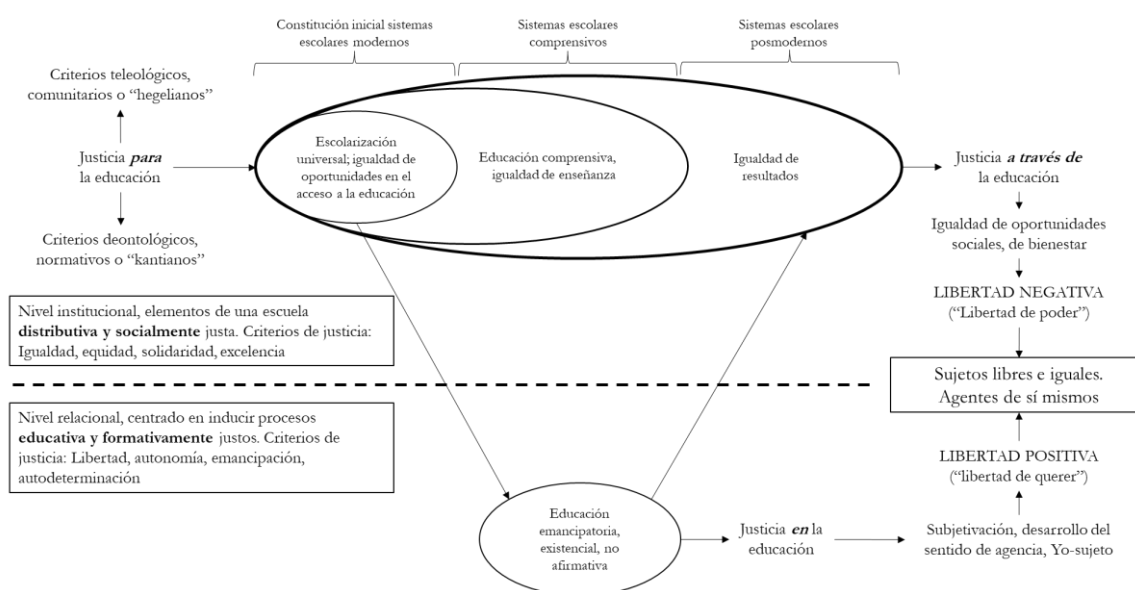 Constitución inicial sistemas
escolares modernos
Sistemas escolares
comprensivos
Sistemas escolares
posmodernos
Criterios teleológicos,
comunitarios o “hegelianos”
Justicia para
la educación
Criterios deontológicos,
normativos o “kantianos”
Escolarización
universal; igualdad de
oportunidades en el
acceso a la educación
Educación comprensiva,
igualdad de enseñanza
Igualdad de
resultados
Justicia a través de
la educación
Igualdad de oportunidades
sociales, de bienestar
LIBERTAD NEGATIVA
(“Libertad de poder”)
Nivel institucional, elementos de una escuela
distributiva y socialmente justa. Criterios de justicia:
Igualdad, equidad, solidaridad, excelencia
Sujetos libres e iguales.
Agentes de sí mismos
Nivel relacional, centrado en inducir procesos
educativa y formativamente justos. Criterios de
justicia: Libertad, autonomía, emancipación,
autodeterminación
LIBERTAD POSITIVA
(“libertad de querer”)
Educación
emancipatoria,
existencial, no
afirmativa
Justicia en la
educación
Subjetivación, desarrollo del
sentido de agencia, Yo-sujeto